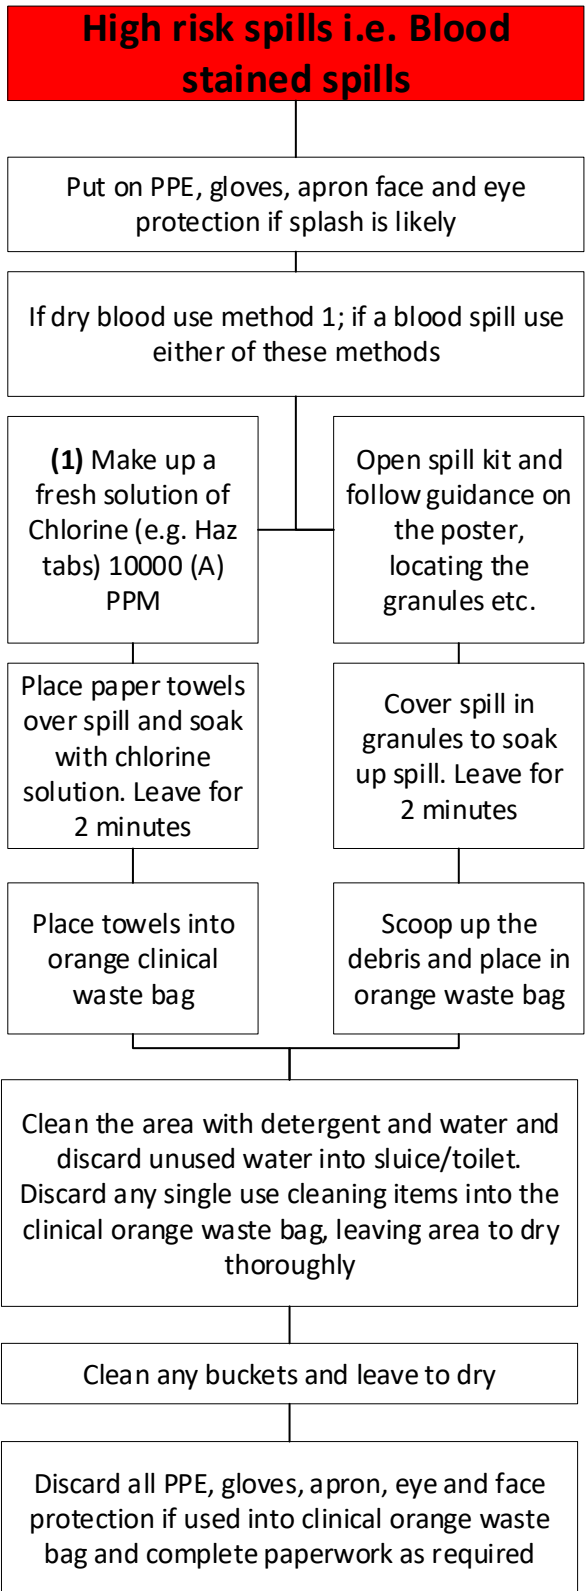 High risk spills i.e. Blood
stained spills
Put on PPE, gloves, apron face and eye
protection if splash is likely
If dry blood use method 1; if a blood spill use
either of these methods
(1) Make up a
fresh solution of
Chlorine (e.g. Haz
tabs) 10000 (A)
PPM
Place paper towels
over spill and soak
with chlorine
solution. Leave for
2 minutes
Place towels into
orange clinical
waste bag
Open spill kit and
follow guidance on
the poster,
locating the
granules etc.
Cover spill in
granules to soak
up spill. Leave for
2 minutes
Scoop up the
debris and place in
orange waste bag
Clean the area with detergent and water and
discard unused water into sluice/toilet.
Discard any single use cleaning items into the
clinical orange waste bag, leaving area to dry
thoroughly
Clean any buckets and leave to dry
Discard all PPE, gloves, apron, eye and face
protection if used into clinical orange waste
bag and complete paperwork as required